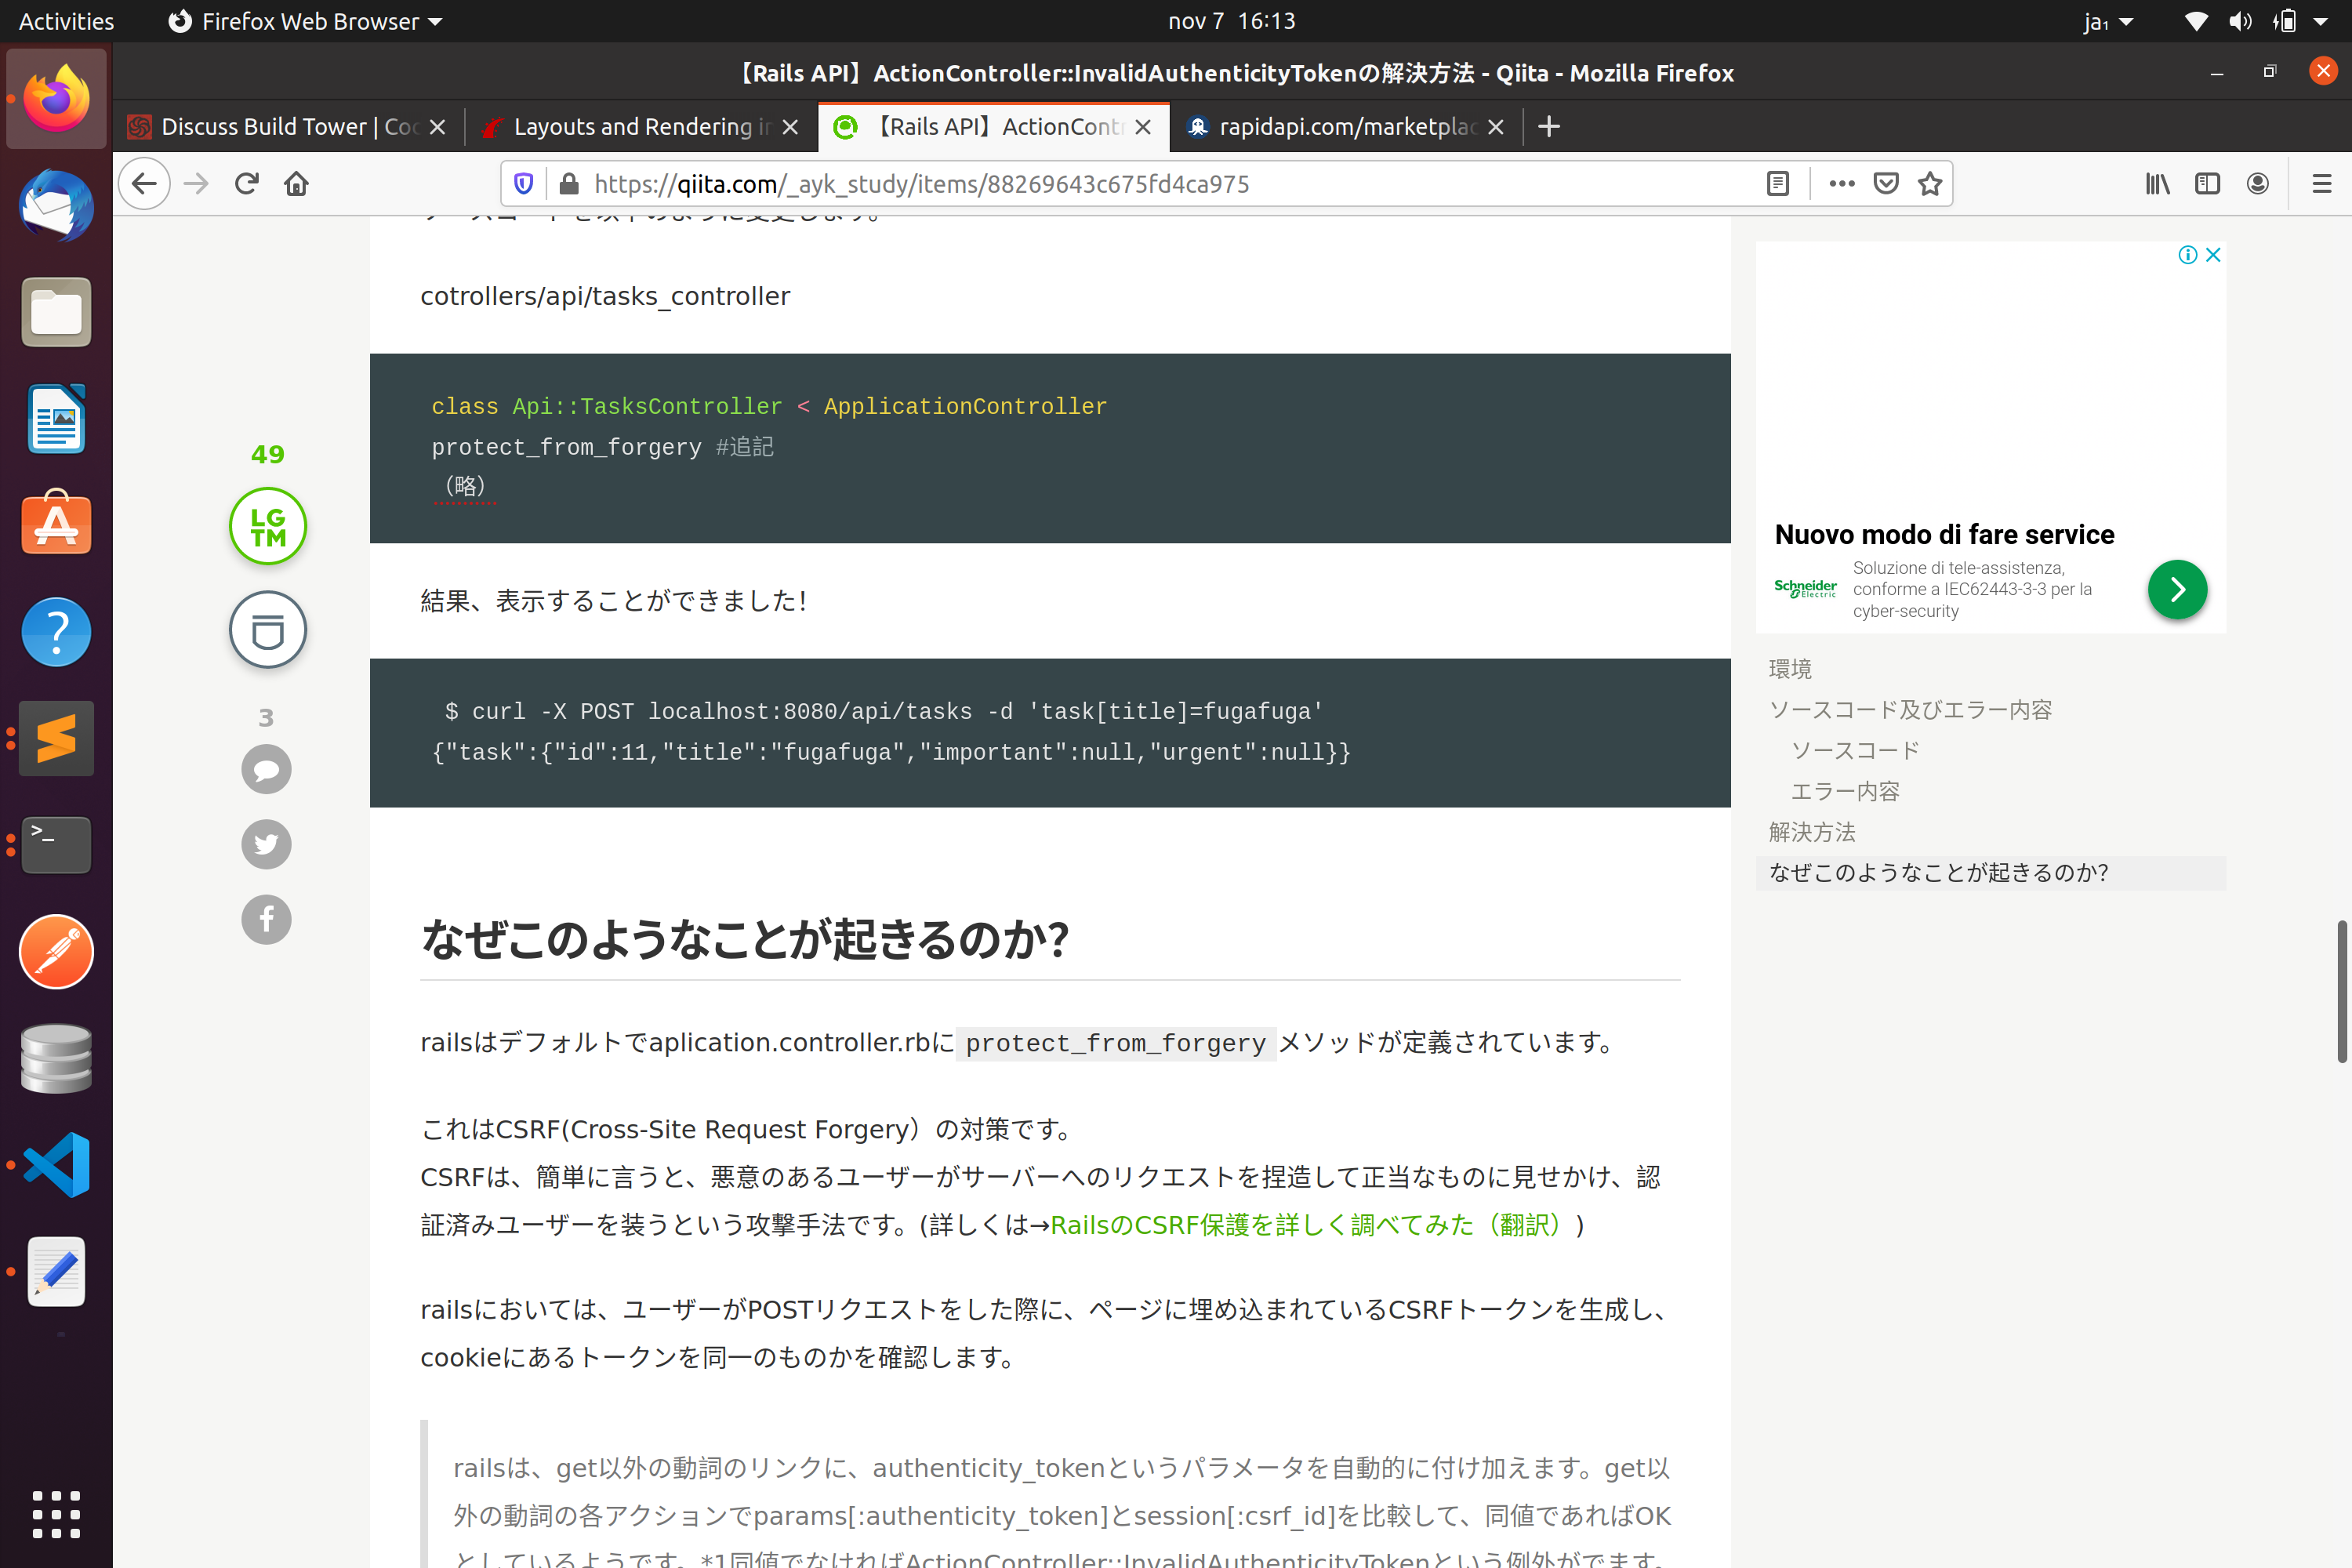 Activities
Firefox Web Browser
nov 7 16:13
ja₁
【Rails API】ActionController::InvalidAuthenticityTokenの解決方法 - Qiita - Mozilla Firefox
Discuss Build Tower | Coc
Layouts and Rendering in
【Rails API】ActionContr
rapidapi.com/marketplac
https://qiita.com/_ayk_study/items/88269643c675fd4ca975
cotrollers/api/tasks_controller
class Api::TasksController < ApplicationController
protect_from_forgery #追記
（略）
結果、表示することができました！
$ curl -X POST localhost:8080/api/tasks -d 'task[title]=fugafuga'
{"task":{"id":11,"title":"fugafuga","important":null,"urgent":null}}
なぜこのようなことが起きるのか？
railsはデフォルトでaplication.controller.rbに protect_from_forgery メソッドが定義されています。
これはCSRF(Cross-Site Request Forgery）の対策です。
CSRFは、簡単に言うと、悪意のあるユーザーがサーバーへのリクエストを捏造して正当なものに見せかけ、認
証済みユーザーを装うという攻撃手法です。(詳しくは→RailsのCSRF保護を詳しく調べてみた（翻訳）)
railsにおいては、ユーザーがPOSTリクエストをした際に、ページに埋め込まれているCSRFトークンを生成し、
cookieにあるトークンを同一のものかを確認します。
railsは、get以外の動詞のリンクに、authenticity_tokenというパラメータを自動的に付け加えます。get以
外の動詞の各アクションでparams[:authenticity_token]とsession[:csrf_id]を比較して、同値であればOK
としているようです。*1同値でなければActionController::InvalidAuthenticityTokenという例外がでます。
49
LG
TM
3
Nuovo modo di fare service
Schneider
Electric
Soluzione di tele-assistenza,
conforme a IEC62443-3-3 per la
cyber-security
環境
ソースコード及びエラー内容
ソースコード
エラー内容
解決方法
なぜこのようなことが起きるのか？